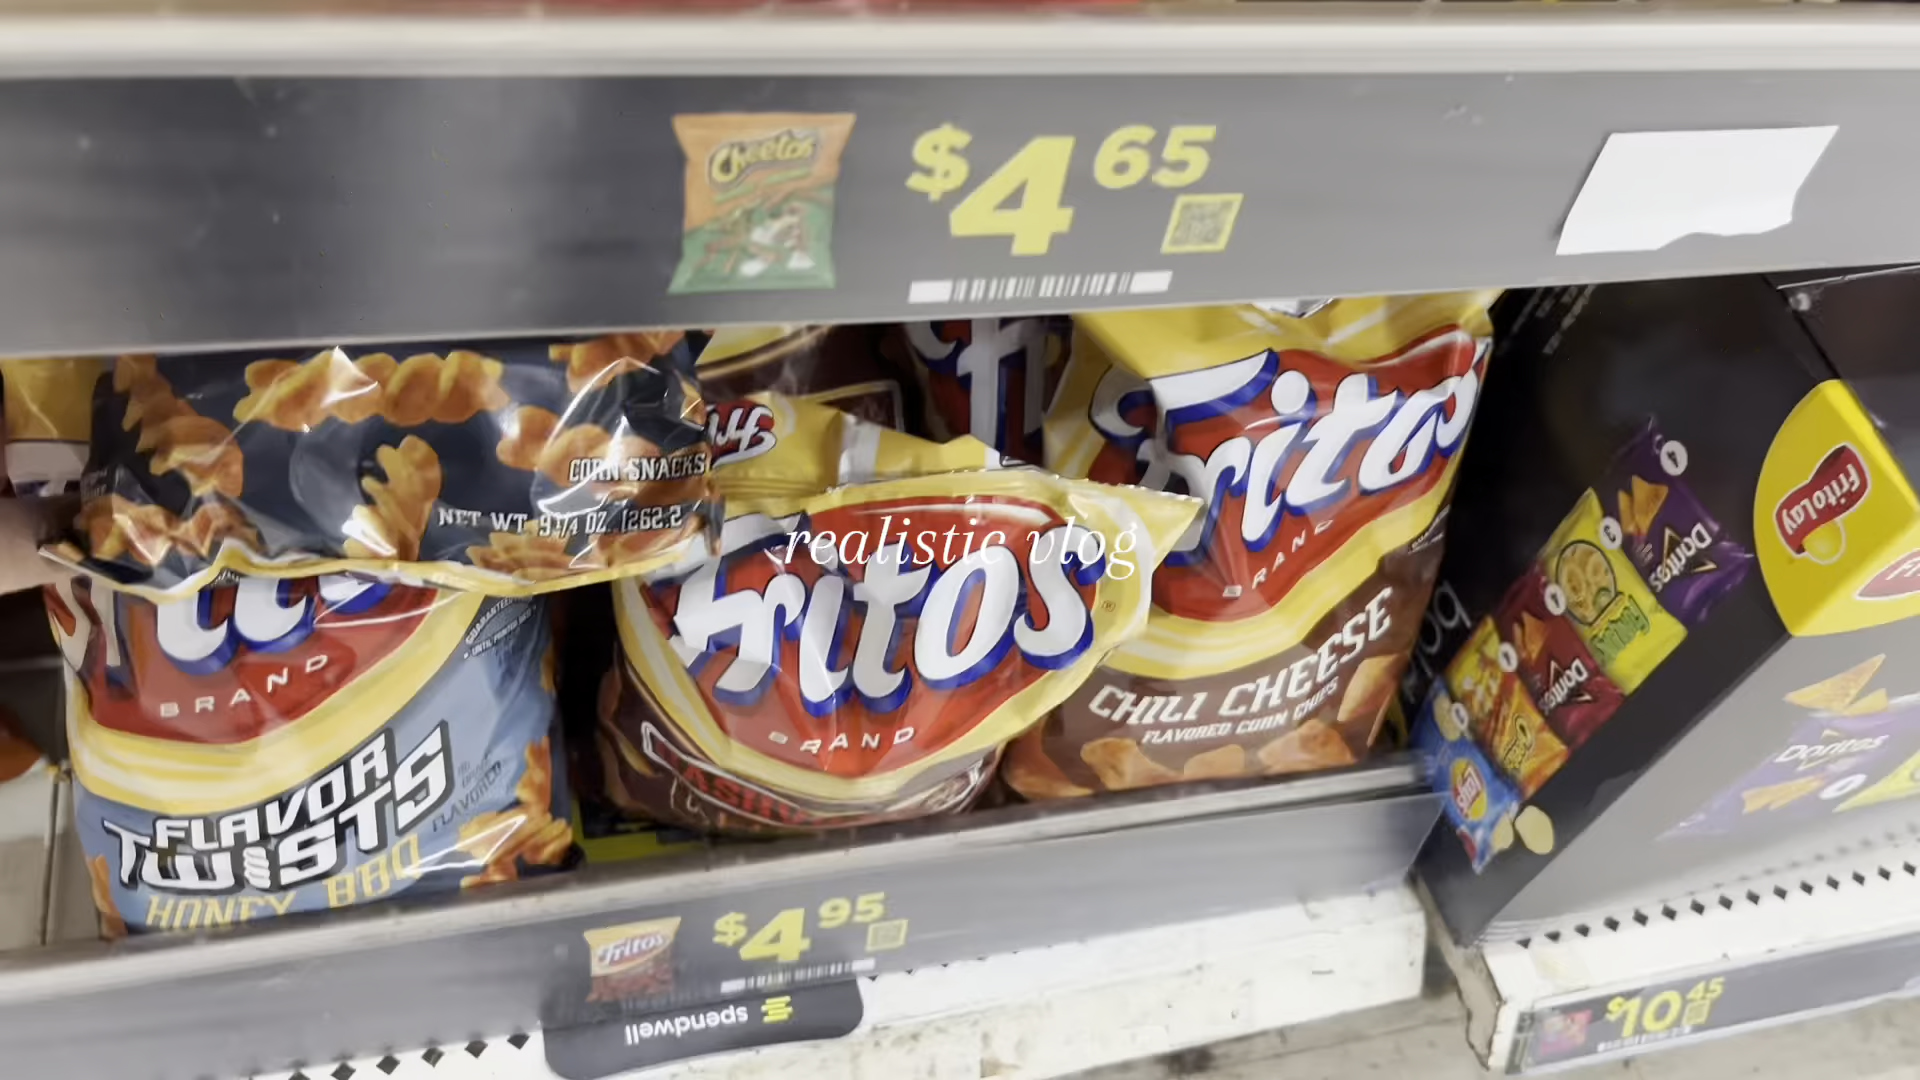 Cheetos
$4 65
CORN SNACKS
NET WT. 9 1/4 OZ. (262.2
Fritos
BRAND
CHILI CHEESE
FLAVORED CORN CHIPS
realistic vlog
Fritos
BRAND
BRAND
FLAVOR
TWISTS
HONEY BBQ
FritoLay
Doritos
Funyuns
Doritos
Lay's
Doritos
Fritos
$4 95
spendwell
$10 45